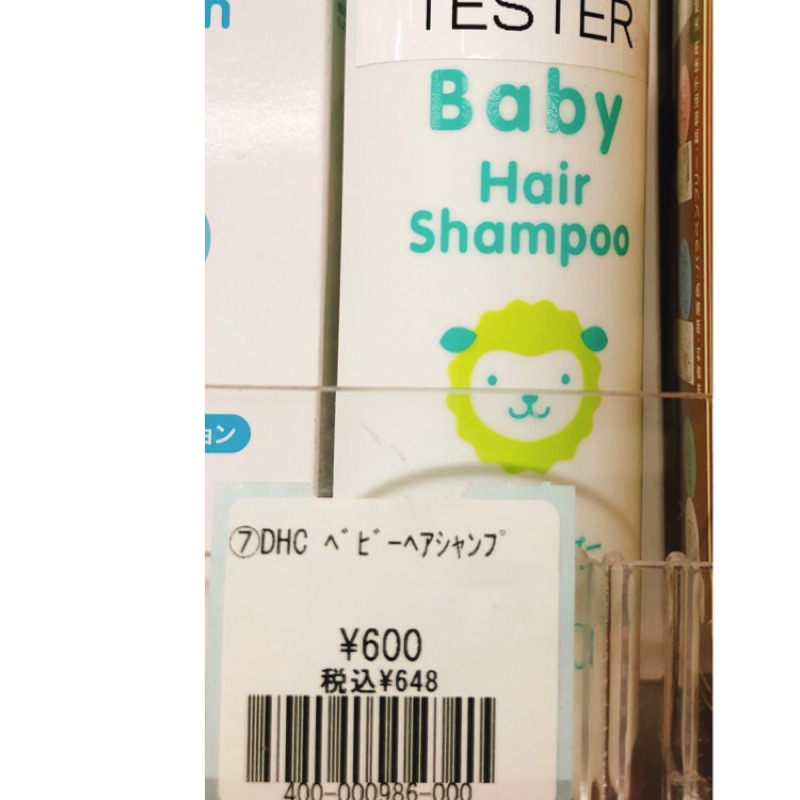 TESTER
Baby
Hair
Shampoo
ョン
⑦DHC ﾍﾞﾋﾞｰﾍｱｼｬﾝﾌﾟ
¥600
税込¥648
400-000986-000